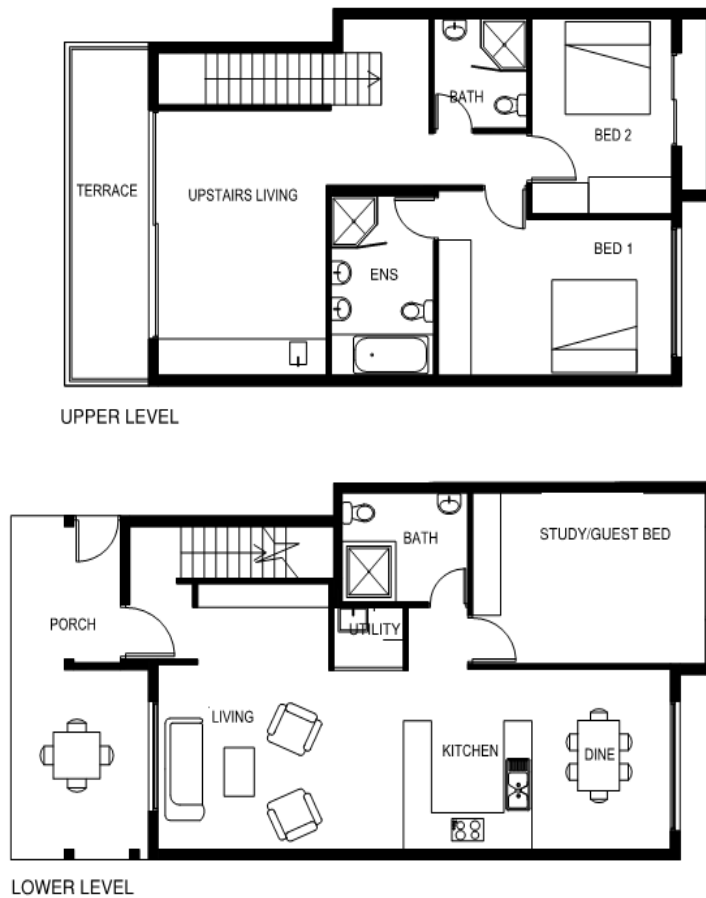 BATH
BED 2
TERRACE
UPSTAIRS LIVING
BED 1
ENS
UPPER LEVEL
STUDY/GUEST BED
BATH
PORCH
UTILITY
LIVING
KITCHEN
DINE
LOWER LEVEL